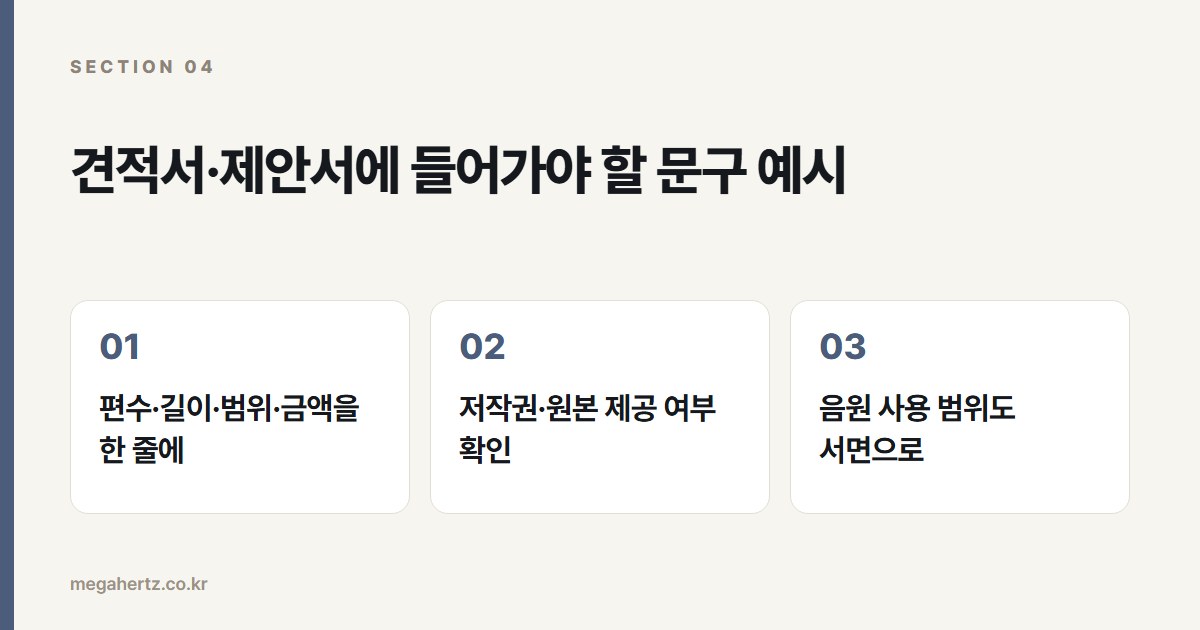 SECTION 04
견적서·제안서에 들어가야 할 문구 예시
01
편수·길이·범위·금액을
한 줄에
02
저작권·원본 제공 여부
확인
03
음원 사용 범위도
서면으로
megahertz.co.kr